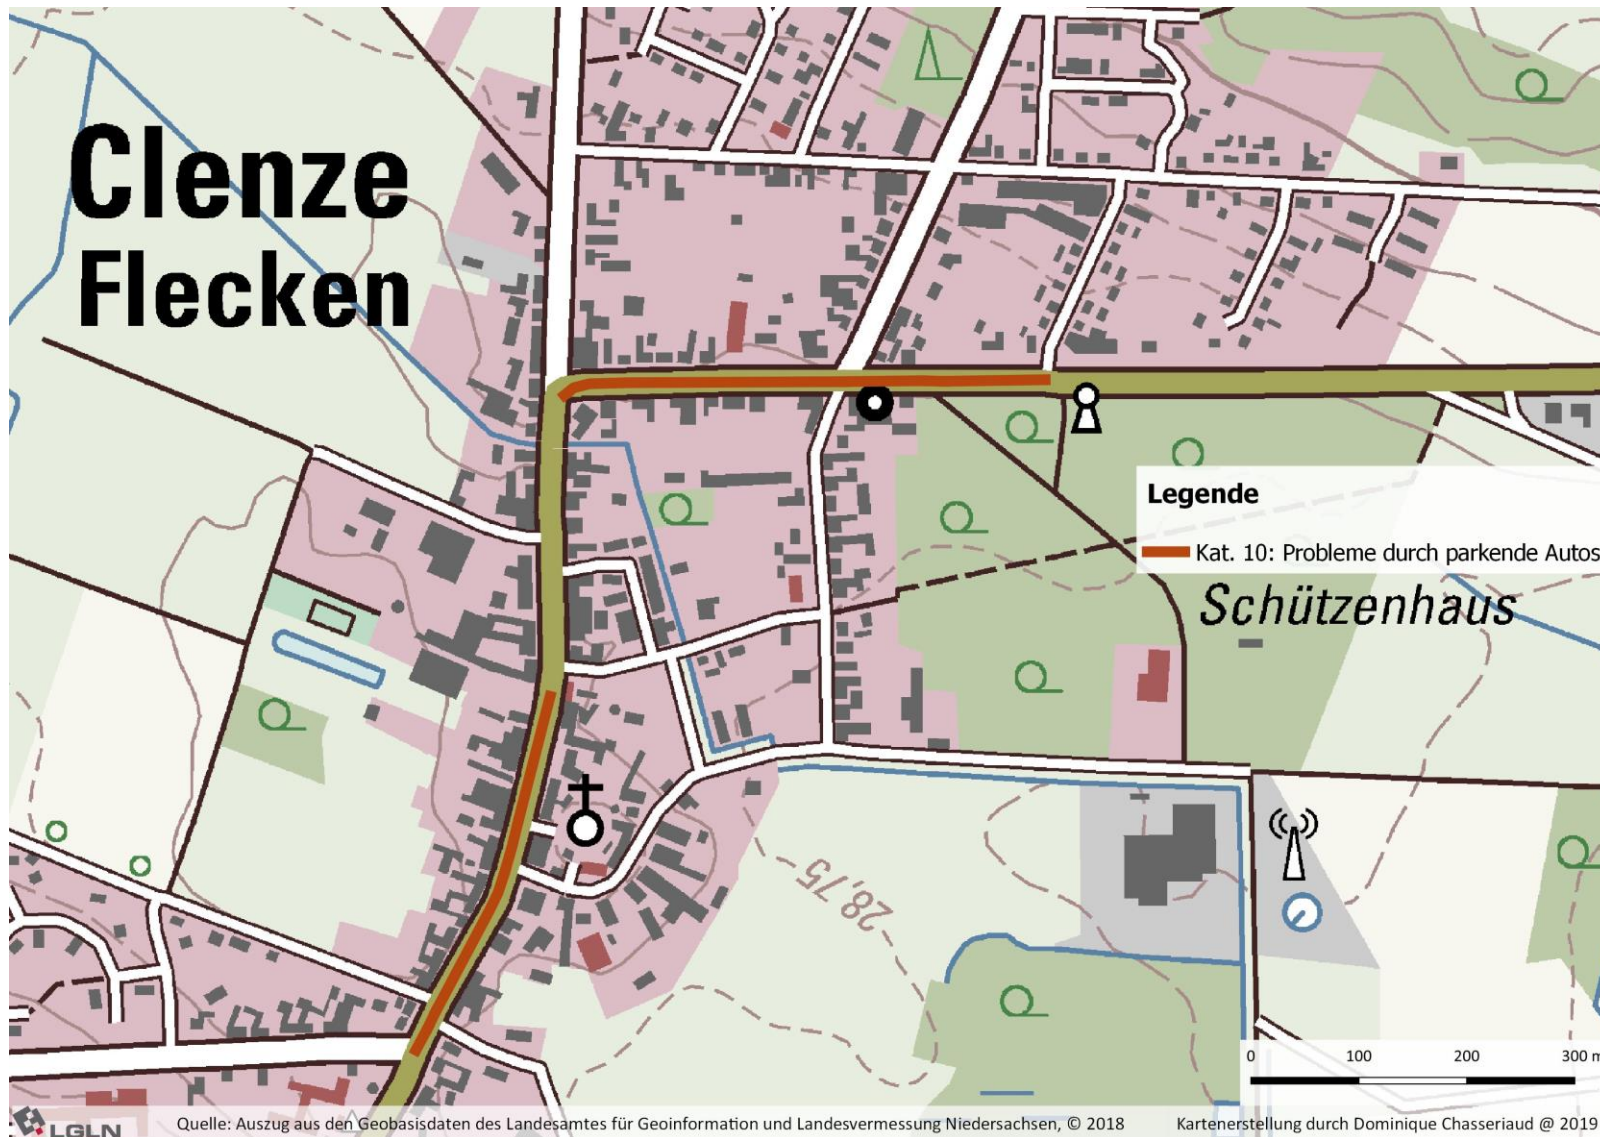 Clenze
Flecken
Legende
Kat. 10: Probleme durch parkende Autos
Schützenhaus
28,75
0 100 200 300 m
LGLN
Quelle: Auszug aus den Geobasisdaten des Landesamtes für Geoinformation und Landesvermessung Niedersachsen, © 2018 Kartenerstellung durch Dominique Chasseriaud @ 2019